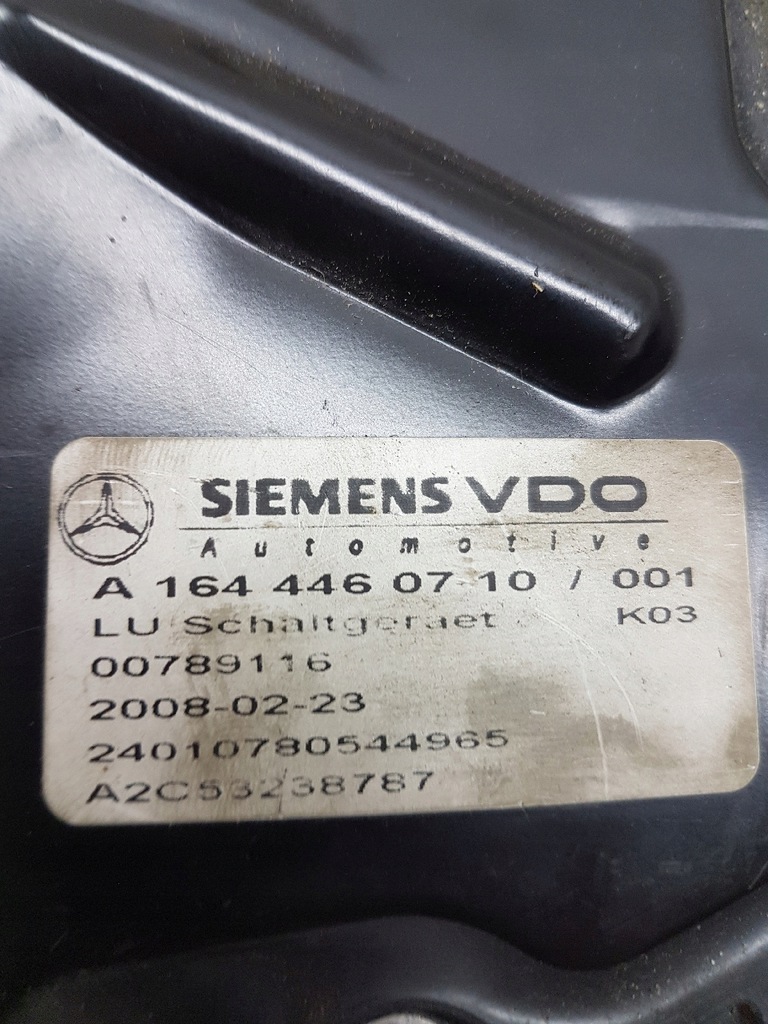 SIEMENS VDO
Automotive
A 164 446 07 10 / 001
LU Schaltgeraet K03
00789116
2008-02-23
24010780544965
A2C53238787